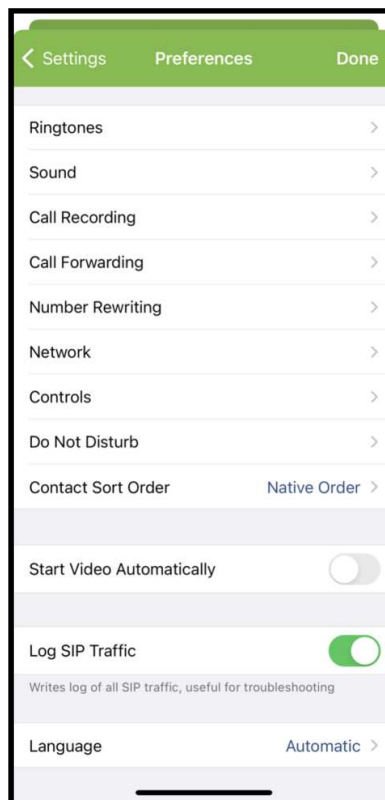 Settings Preferences Done
Ringtones
Sound
Call Recording
Call Forwarding
Number Rewriting
Network
Controls
Do Not Disturb
Contact Sort Order Native Order
Start Video Automatically
Log SIP Traffic
Writes log of all SIP traffic, useful for troubleshooting
Language Automatic